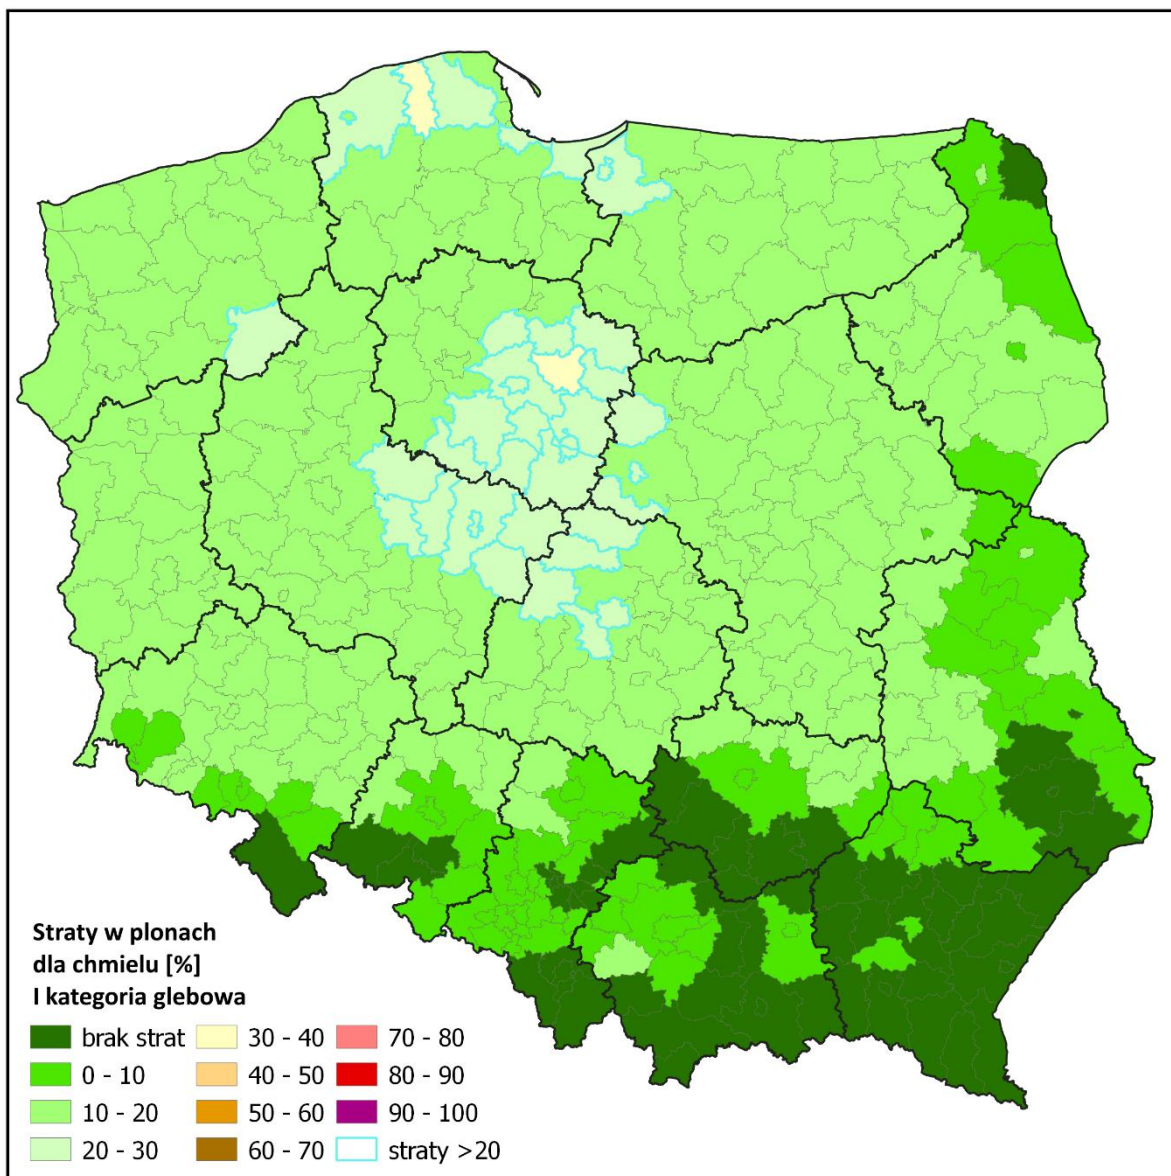 Straty w plonach
dla chmielu [%]
I kategoria glebowa
brak strat
0 - 10
10 - 20
20 - 30
30 - 40
40 - 50
50 - 60
60 - 70
70 - 80
80 - 90
90 - 100
straty >20